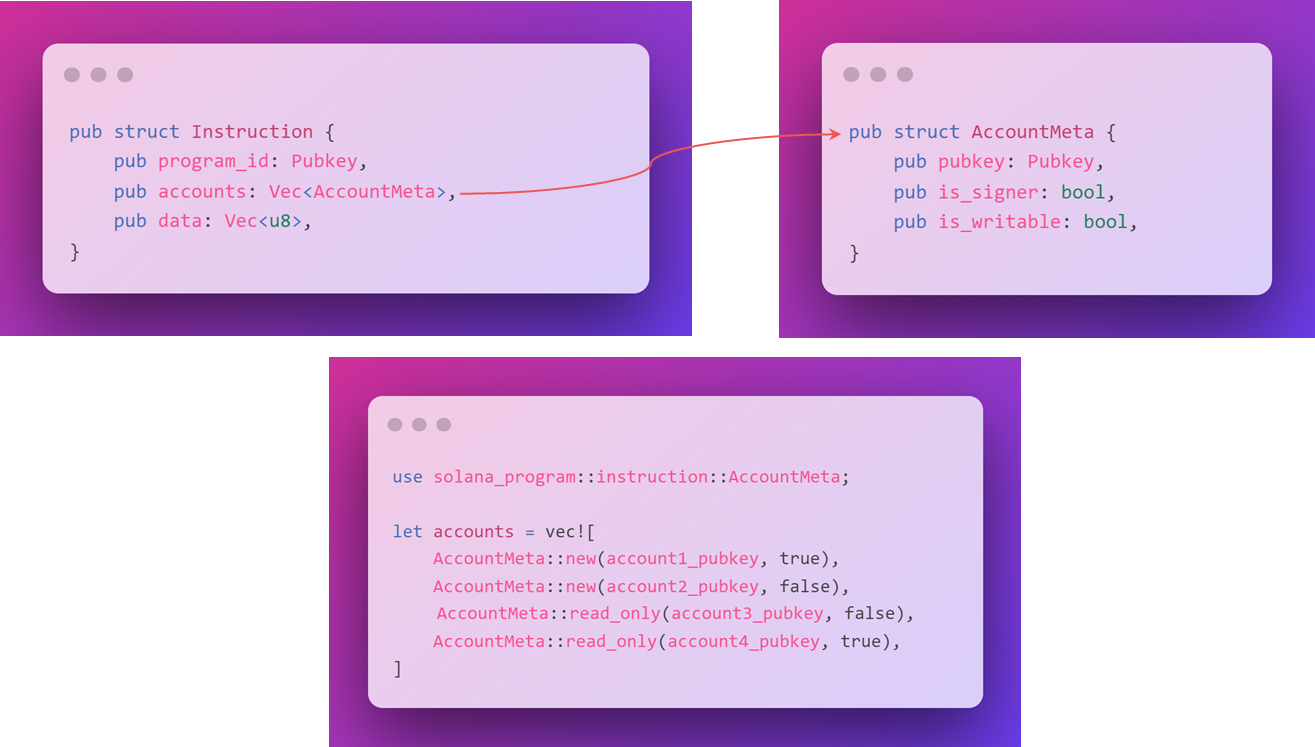 pub struct Instruction {
    pub program_id: Pubkey,
    pub accounts: Vec<AccountMeta>,
    pub data: Vec<u8>,
}
pub struct AccountMeta {
    pub pubkey: Pubkey,
    pub is_signer: bool,
    pub is_writable: bool,
}
use solana_program::instruction::AccountMeta;
let accounts = vec![
    AccountMeta::new(account1_pubkey, true),
    AccountMeta::new(account2_pubkey, false),
    AccountMeta::read_only(account3_pubkey, false),
    AccountMeta::read_only(account4_pubkey, true),
]